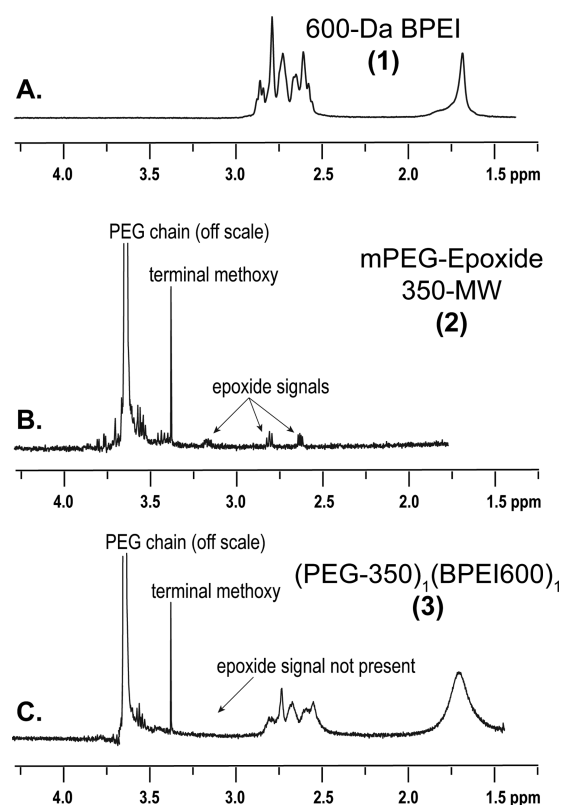 600-Da BPEI
(1)
A.
4.0 3.5 3.0 2.5 2.0 1.5 ppm
PEG chain (off scale)
mPEG-Epoxide
terminal methoxy
350-MW
(2)
epoxide signals
B.
4.0 3.5 3.0 2.5 2.0 1.5 ppm
PEG chain (off scale)
(PEG-350)₁(BPEI600)₁
terminal methoxy
(3)
epoxide signal not present
C.
4.0 3.5 3.0 2.5 2.0 1.5 ppm